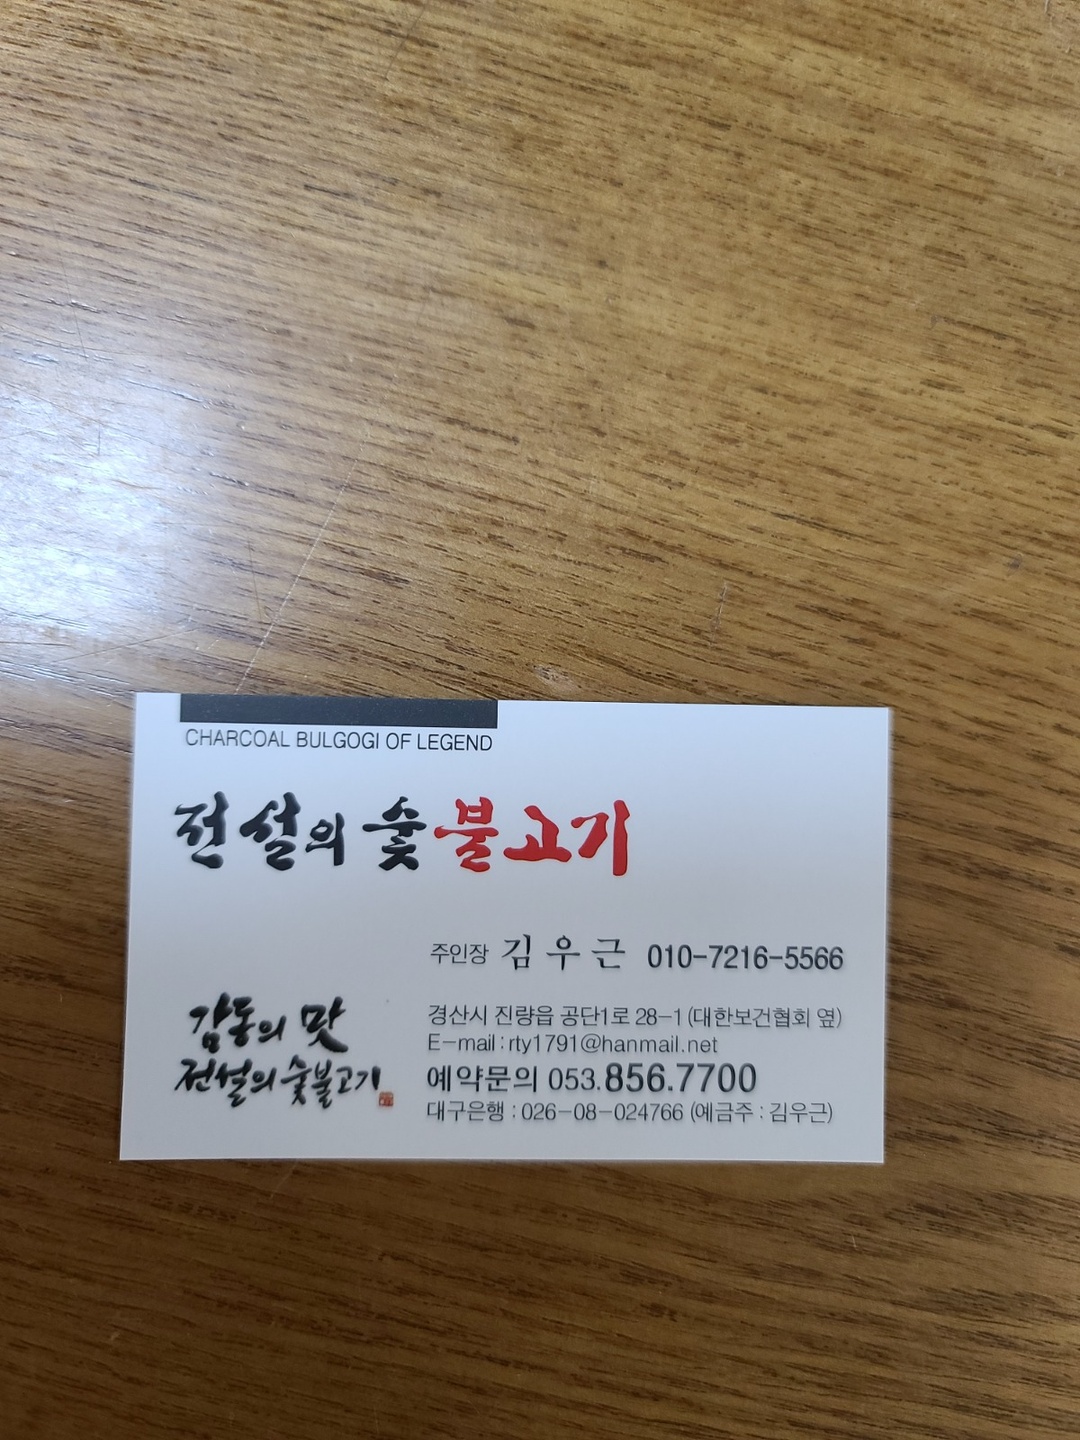 CHARCOAL BULGOGI OF LEGEND
전설의 숯불고기
주인장 김우근 010-7216-5566
감동의 맛
전설의 숯불고기
경산시 진량읍 공단1로 28-1 (대한보건협회 옆)
E-mail : rty1791@hanmail.net
예약문의 053.856.7700
대구은행 : 026-08-024766 (예금주 : 김우근)